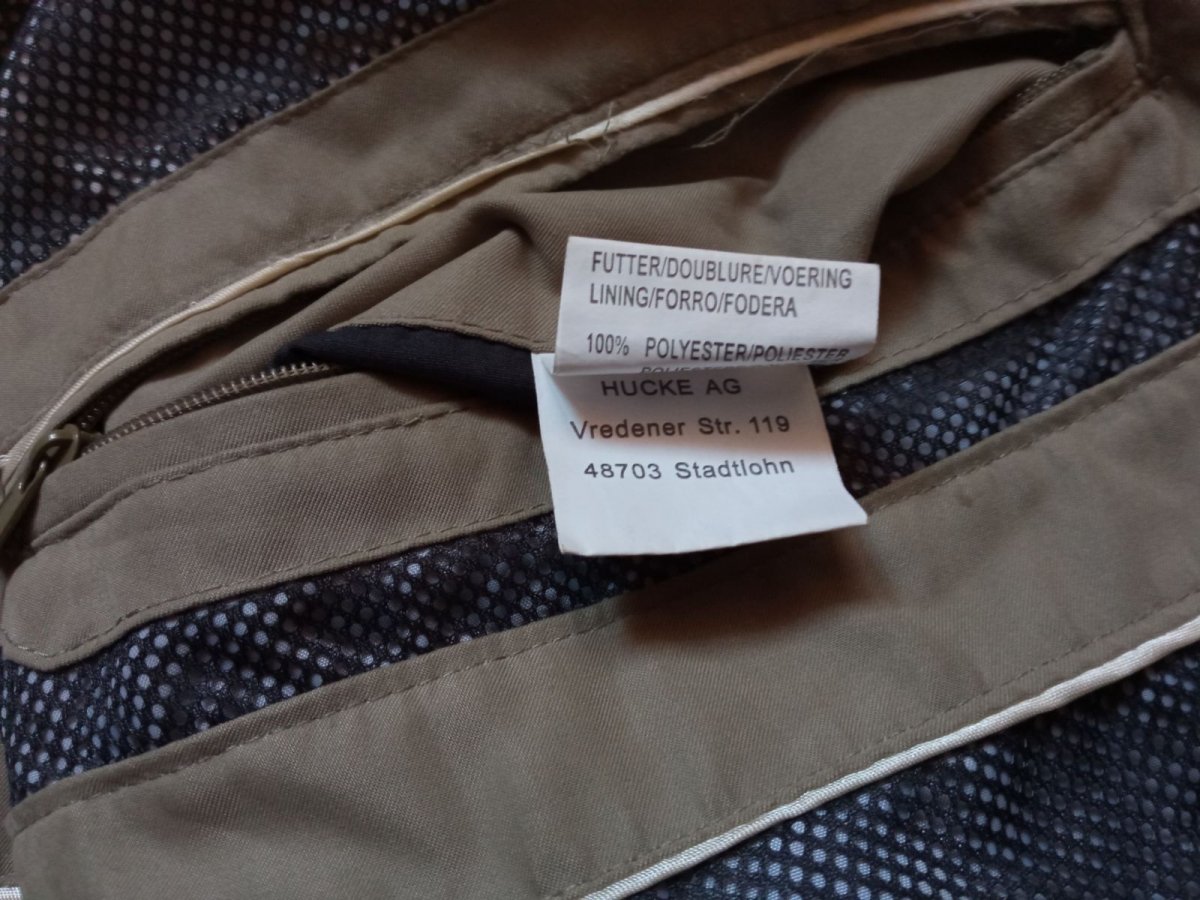 FUTTER/DOUBLURE/VOERING
LINING/FORRO/FODERA
100% POLYESTER/POLIESTER
HUCKE AG
Vredener Str. 119
48703 Stadtlohn